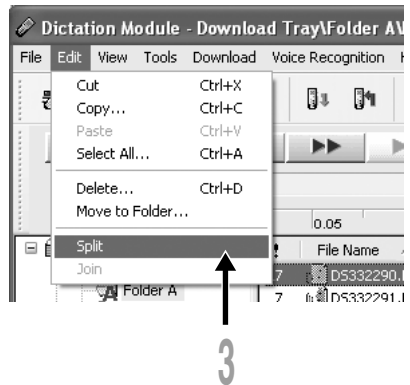 Dictation Module - Download Tray\Folder A\
File Edit View Tools Download Voice Recognition
Cut Ctrl+X
Copy... Ctrl+C
Paste Ctrl+V
Select All... Ctrl+A
Delete... Ctrl+D
Move to Folder...
0.05
Split
! File Name
Join
7 DS332290.
Folder A
7 DS332291.
3